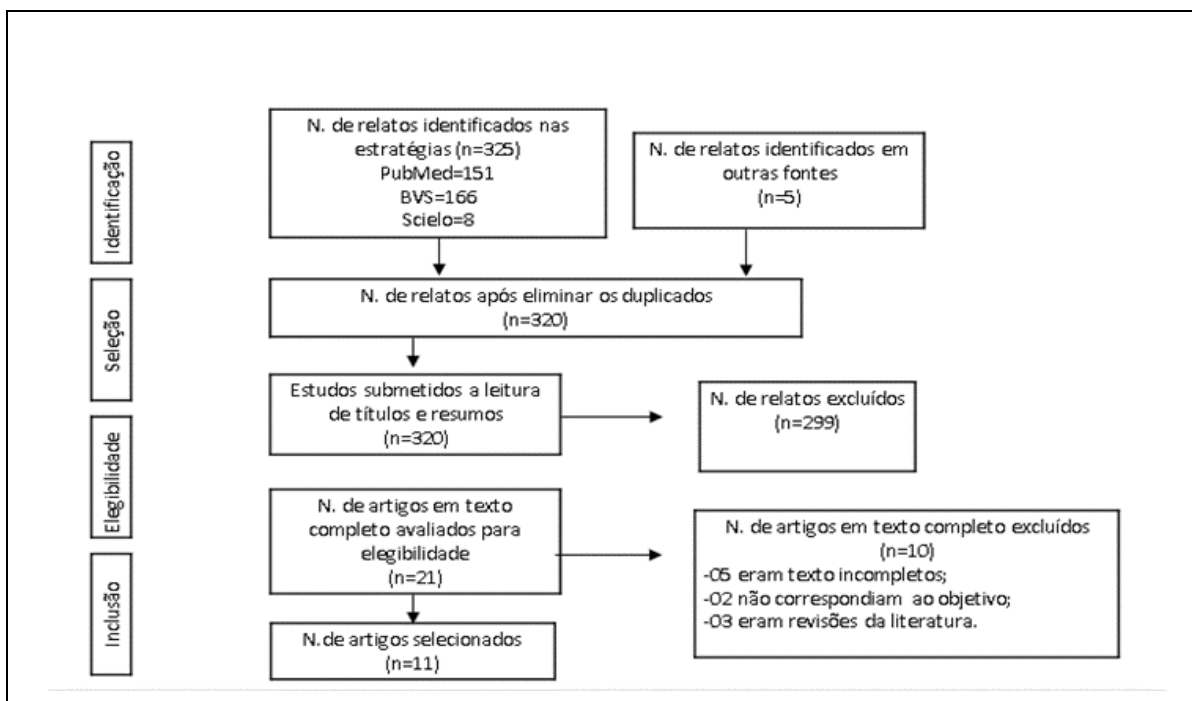 Identificação
N. de relatos identificados nas
estratégias (n=325)
PubMed=151
BVS=166
Scielo=8
N. de relatos identificados em
outras fontes
(n=5)
Seleção
N. de relatos após eliminar os duplicados
(n=320)
Estudos submetidos a leitura
de títulos e resumos
(n=320)
N. de relatos excluídos
(n=299)
Elegibilidade
N. de artigos em texto
completo avaliados para
elegibilidade
(n=21)
N. de artigos em texto completo excluídos
(n=10)
-05 eram texto incompletos;
-02 não correspondiam ao objetivo;
-03 eram revisões da literatura.
Inclusão
N.de artigos selecionados
(n=11)